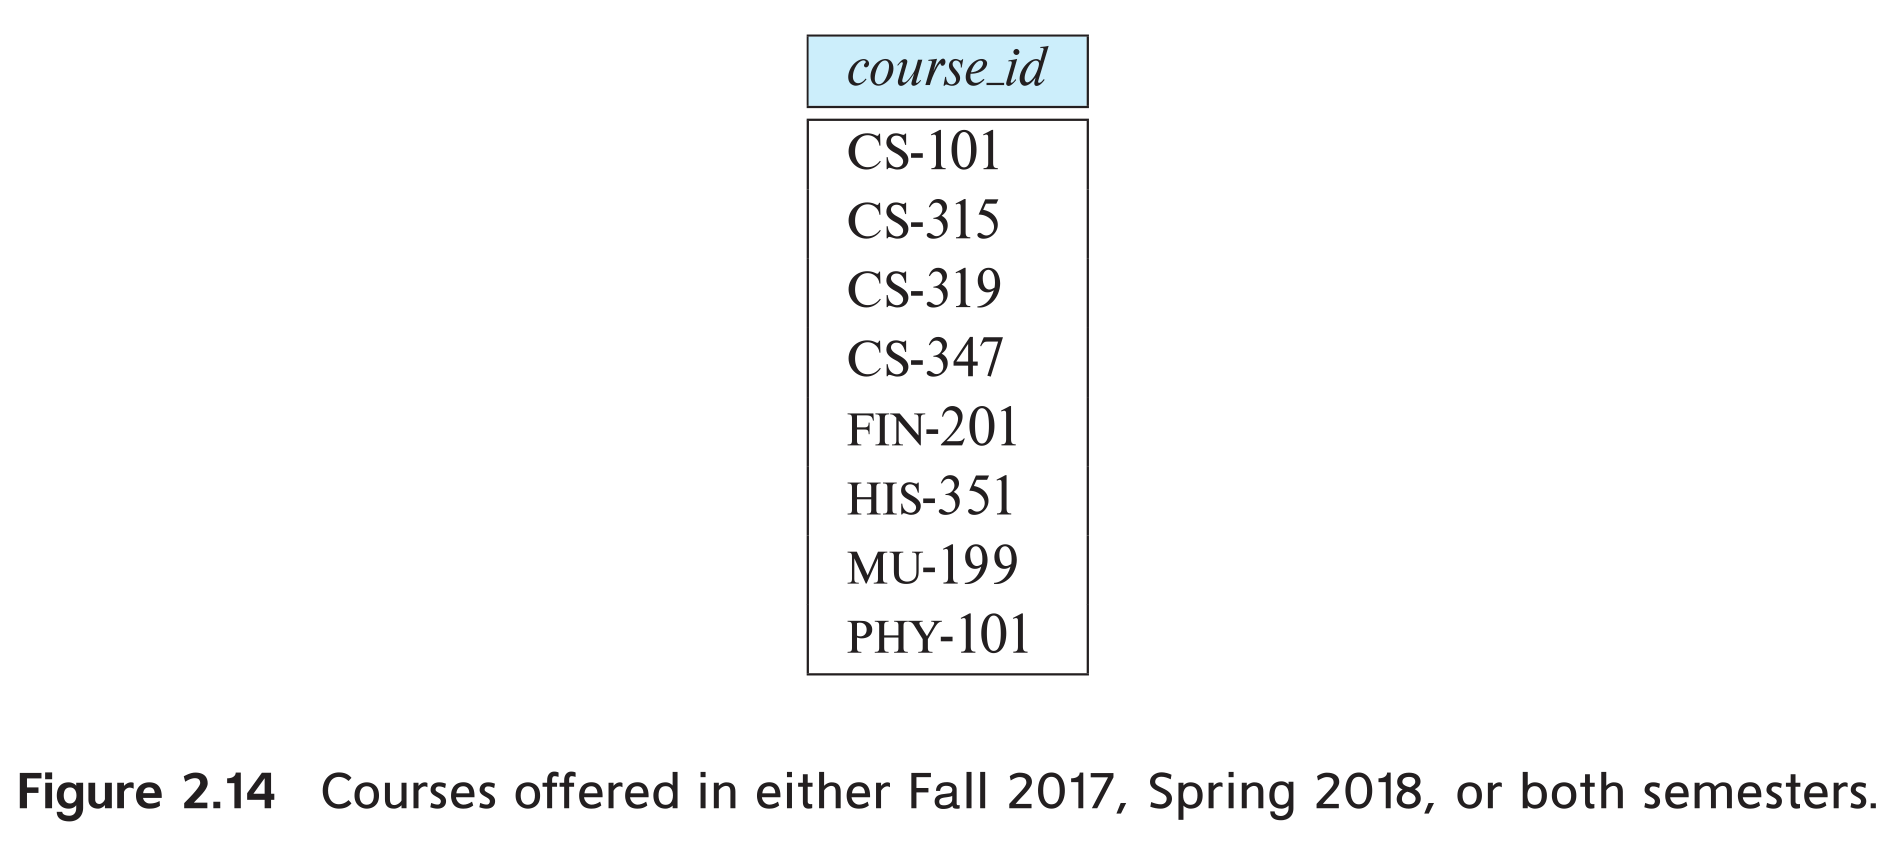 course_id
CS-101
CS-315
CS-319
CS-347
FIN-201
HIS-351
MU-199
PHY-101
Figure 2.14 Courses offered in either Fall 2017, Spring 2018, or both semesters.